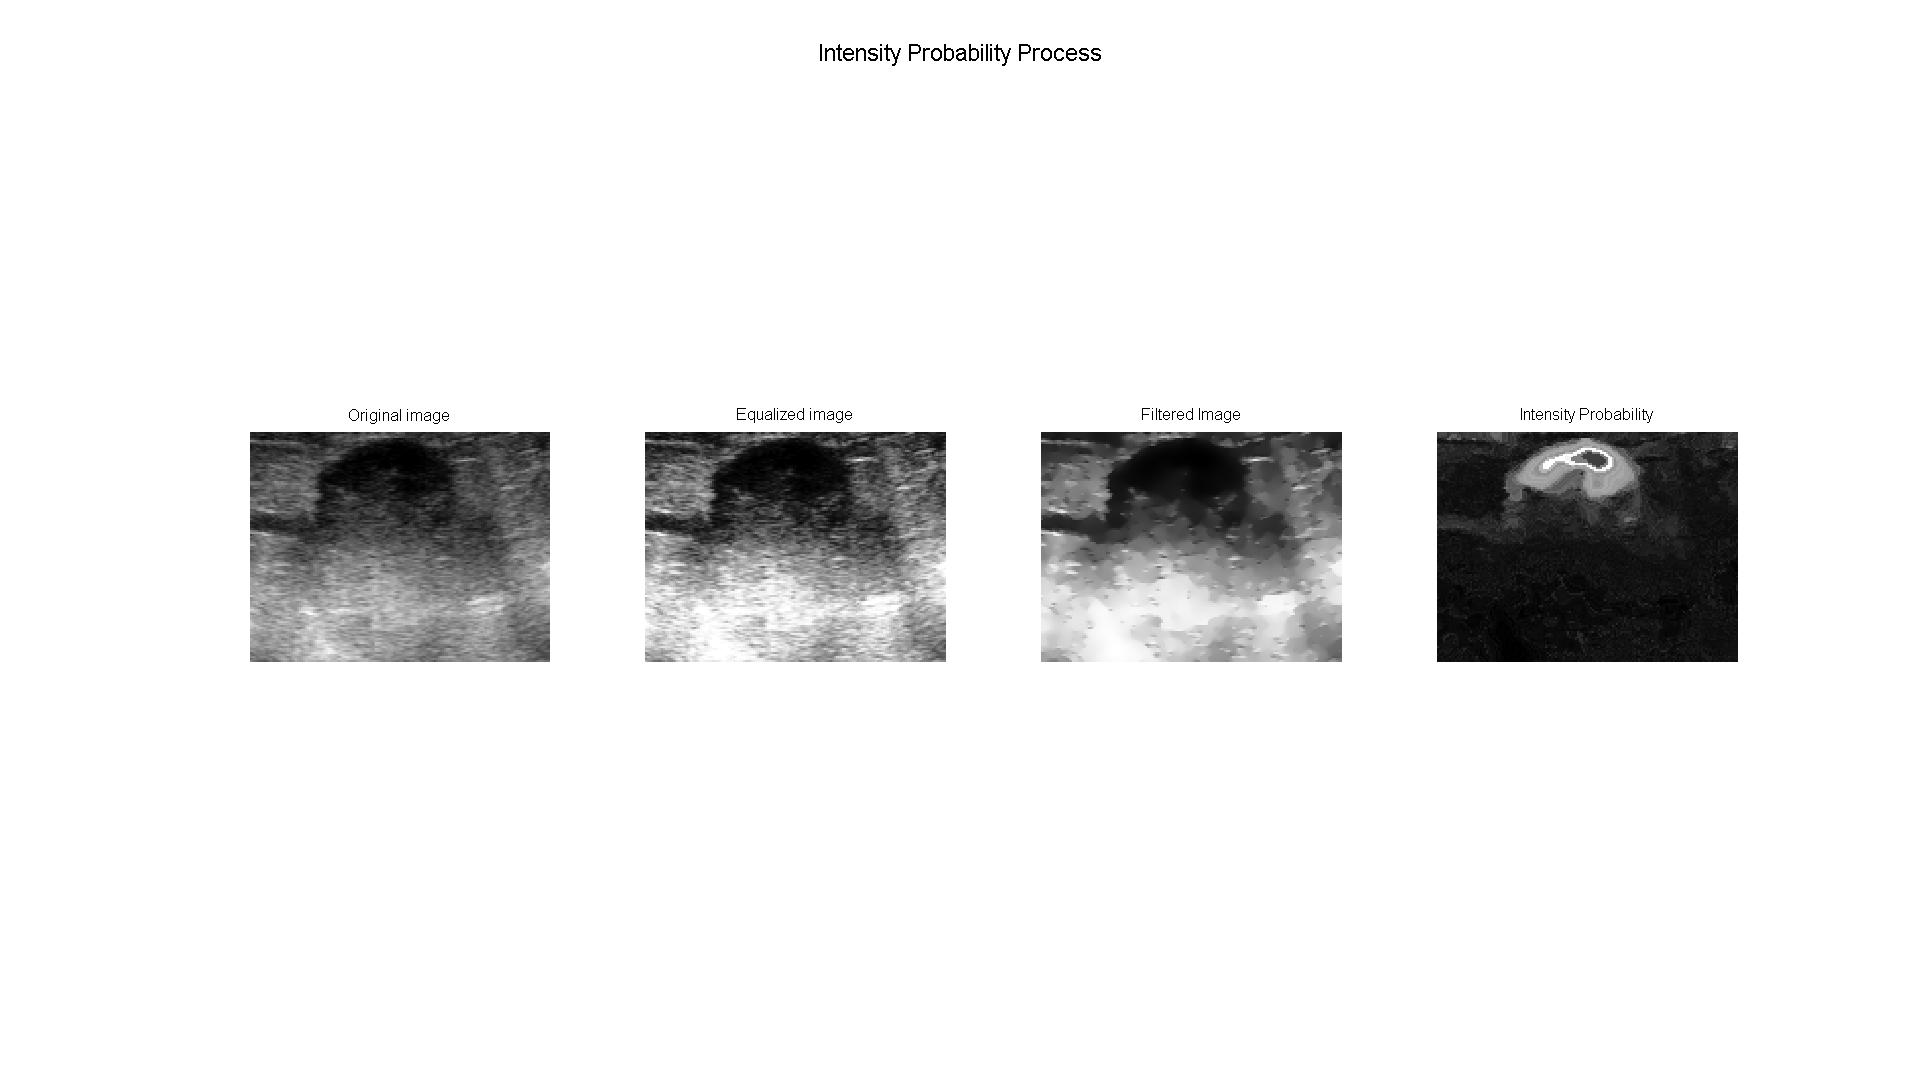 Intensity Probability Process
Original image
Equalized image
Filtered Image
Intensity Probability